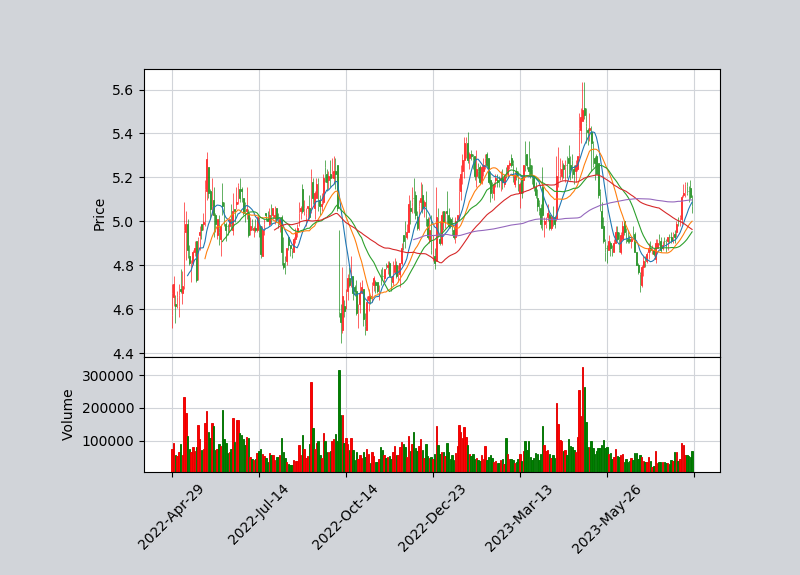 5.6
5.4
5.2
5.0
4.8
4.6
4.4
Price
300000
200000
100000
Volume
2022-Apr-29
2022-Jul-14
2022-Oct-14
2022-Dec-23
2023-Mar-13
2023-May-26